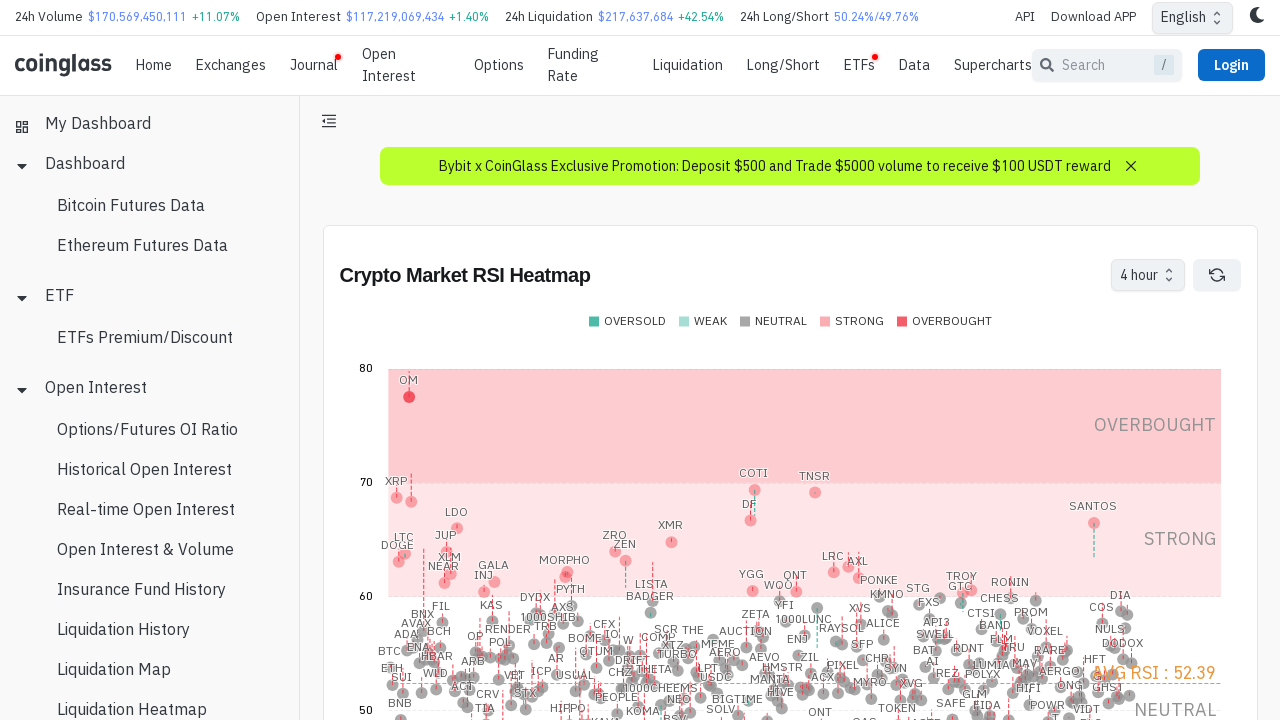 24h Volume $170,569,450,111 +11.07% Open Interest $117,219,069,434 +1.40% 24h Liquidation $217,637,684 +42.54% 24h Long/Short 50.24%/49.76% API Download APP English
coinglass Home Exchanges Journal Open Interest Options Funding Rate Liquidation Long/Short ETFs Data Supercharts Search / Login
My Dashboard
Dashboard
Bitcoin Futures Data
Ethereum Futures Data
ETF
ETFs Premium/Discount
Open Interest
Options/Futures OI Ratio
Historical Open Interest
Real-time Open Interest
Open Interest & Volume
Insurance Fund History
Liquidation History
Liquidation Map
Liquidation Heatmap
Bybit x CoinGlass Exclusive Promotion: Deposit $500 and Trade $5000 volume to receive $100 USDT reward
Crypto Market RSI Heatmap
4 hour
OVERSOLD WEAK NEUTRAL STRONG OVERBOUGHT
80
OM
OVERBOUGHT
70
XRP
COTI
TNSR
DF
LDO
SANTOS
XMR
STRONG
LTC
DOGE
JUP
ZRO
ZEN
XLM
NEAR
GALA
INJ
MORPHO
PYTH
LISTA
BADGER
YGG
WOO
QNT
LRC
AXL
PONKE
KMNO
STG
TROY
GTC
RONIN
60
FIL
KAS
DYDX
AXS
1000SHIB
YFI
ZETA
1000LUNC
XVS
FXS
CHESS
DIA
COS
BNX
AVAX
ADA
BCH
RENDER
TRB
CFX
SCR
THE
AUCTION
RAYSOL
ALICE
API3
CTSI
BAND
PROM
VOXEL
NULS
DODOX
BTC
ENA
HBAR
OP
POL
BOME
MEME
ENJ
SFP
SWELL
RARE
ETH
SUI
WLD
ARB
VET
ICP
AR
USUAL
CHZ
DRIFT
THETA
TURBO
AERO
AEVO
HMSTR
ZIL
PIXEL
CHR
SYN
BAT
AI
RDNT
HFT
AERGO
AVG RSI : 52.39
BNB
ACT
CRV
STX
PEOPLE
1000CHEEMS
USDC
MANTA
HIVE
ACX
MYRO
XVG
REZ
POLYX
HIFI
ONG
GHST
50
TIA
HIPPO
NEO
BIGTIME
SOLV
ONT
TOKEN
SAFE
GLM
POWR
VIDT
NEUTRAL